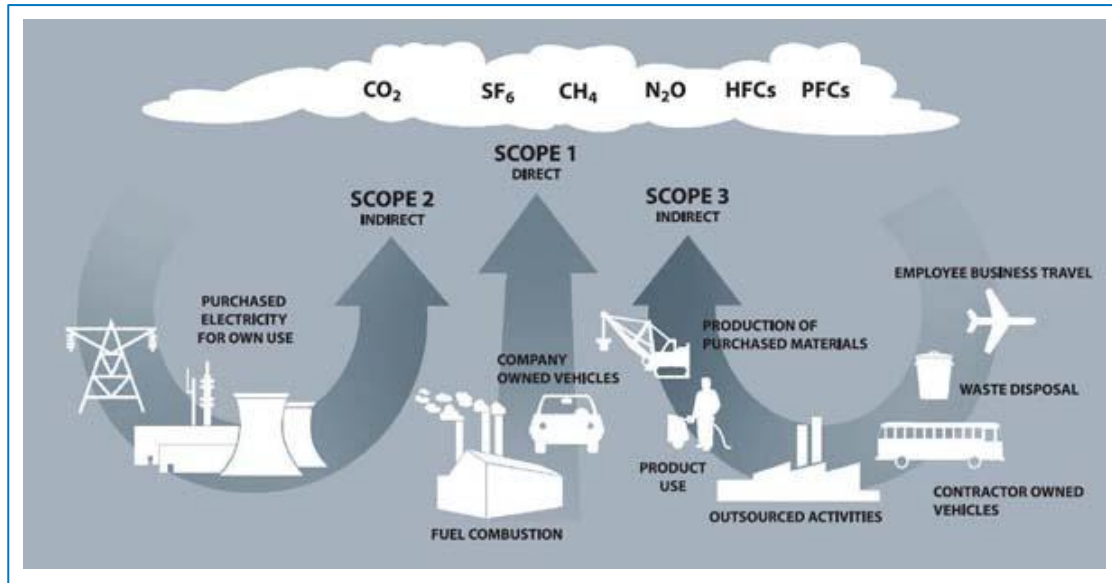 CO₂ SF₆ CH₄ N₂O HFCs PFCs
SCOPE 1
DIRECT
SCOPE 2
INDIRECT
SCOPE 3
INDIRECT
PURCHASED
ELECTRICITY
FOR OWN USE
COMPANY
OWNED VEHICLES
FUEL COMBUSTION
PRODUCTION OF
PURCHASED MATERIALS
PRODUCT
USE
OUTSOURCED ACTIVITIES
EMPLOYEE BUSINESS TRAVEL
WASTE DISPOSAL
CONTRACTOR OWNED
VEHICLES